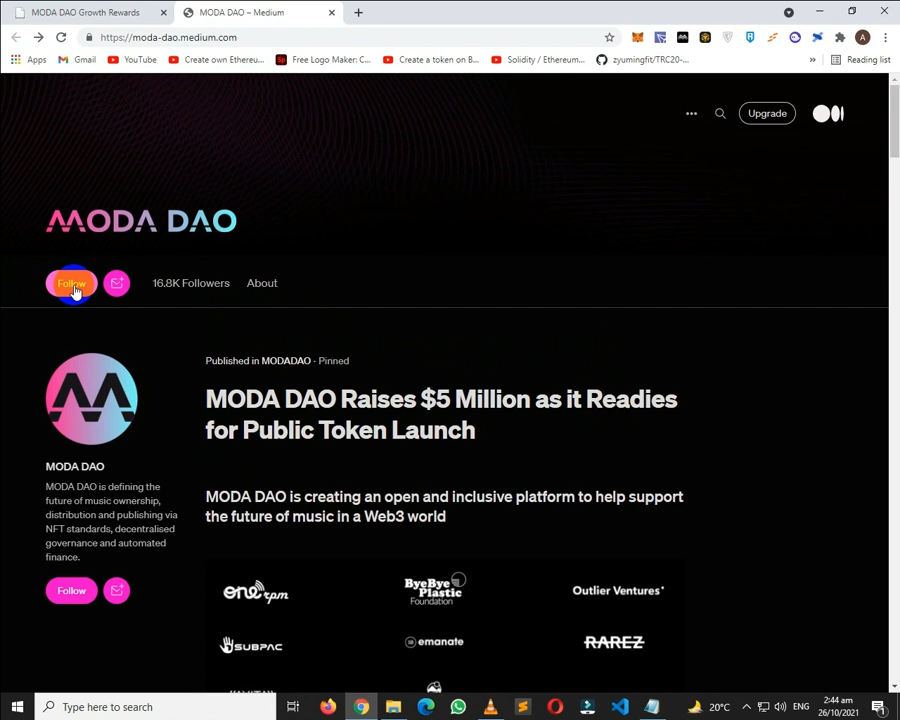 MODA DAO Growth Rewards
MODA DAO – Medium
https://moda-dao.medium.com
Apps
Gmail
YouTube
Create own Ethereu...
Free Logo Maker: C...
Create a token on B...
Solidity / Ethereum...
zyumingfit/TRC20-...
»
Reading list
Upgrade
MODA DAO
Follow
16.8K Followers
About
Published in MODADAO · Pinned
MODA DAO Raises $5 Million as it Readies
for Public Token Launch
MODA DAO
MODA DAO is defining the
future of music ownership,
distribution and publishing via
NFT standards, decentralised
governance and automated
finance.
Follow
MODA DAO is creating an open and inclusive platform to help support
the future of music in a Web3 world
one rpm
ByeByePlastic
Foundation
Outlier Ventures
SUBPAC
emanate
RAREZ
Type here to search
20°C
ENG
2:44 am
26/10/2021